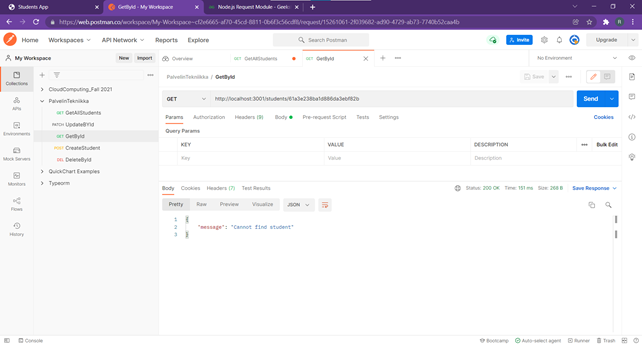 Students App
GetById - My Workspace
Node.js Request Module - Geek
https://web.postman.co/workspace/My-Workspace~cf2e6665-af70-45cd-8811-0b6f3c56cdf8/request/15261061-2f039682-ad90-4729-ab73-7740b52caa4b
Home Workspaces API Network Reports Explore
Search Postman
Invite
Upgrade
My Workspace
New Import
Overview
GET GetAllStudents
GET GetById
No Environment
Collections
APIs
Environments
Mock Servers
Monitors
Flows
History
CloudComputing_Fall 2021
PalvelinTekniikka
GET GetAllStudents
PATCH UpdateBYId
GET GetById
POST CreateStudent
DEL DeleteById
QuickChart Examples
Typeorm
PalvelinTekniikka / GetById
Save
GET
http://localhost:3001/students/61a3e238ba1d886da3ebf82b
Send
Params Authorization Headers (8) Body Pre-request Script Tests Settings Cookies
Query Params
KEY VALUE DESCRIPTION Bulk Edit
Key Value Description
Body Cookies Headers (7) Test Results
Status: 200 OK Time: 191 ms Size: 268 B Save Response
Pretty Raw Preview Visualize JSON
1 {
2 "message": "Cannot find student"
3 }
Console
Bootcamp Auto-select agent Runner Trash